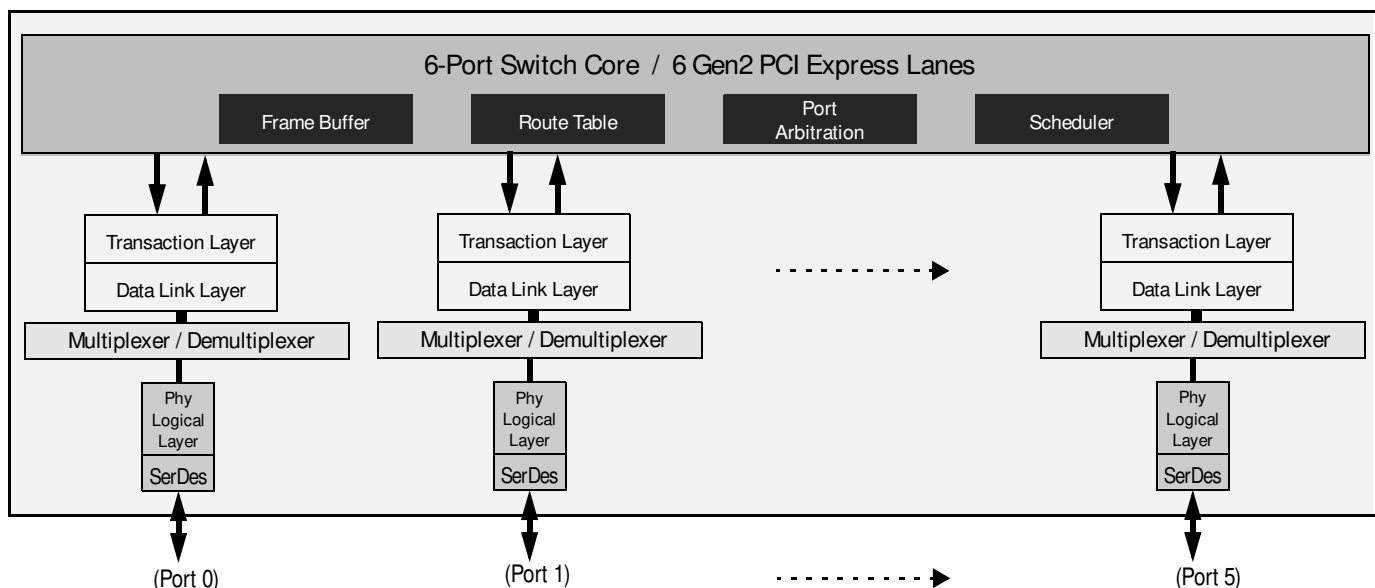 6-Port Switch Core / 6 Gen2 PCI Express Lanes
Frame Buffer
Route Table
Port
Arbitration
Scheduler
Transaction Layer
Data Link Layer
Multiplexer / Demultiplexer
Phy
Logical
Layer
SerDes
(Port 0)
Transaction Layer
Data Link Layer
Multiplexer / Demultiplexer
Phy
Logical
Layer
SerDes
(Port 1)
Transaction Layer
Data Link Layer
Multiplexer / Demultiplexer
Phy
Logical
Layer
SerDes
(Port 5)